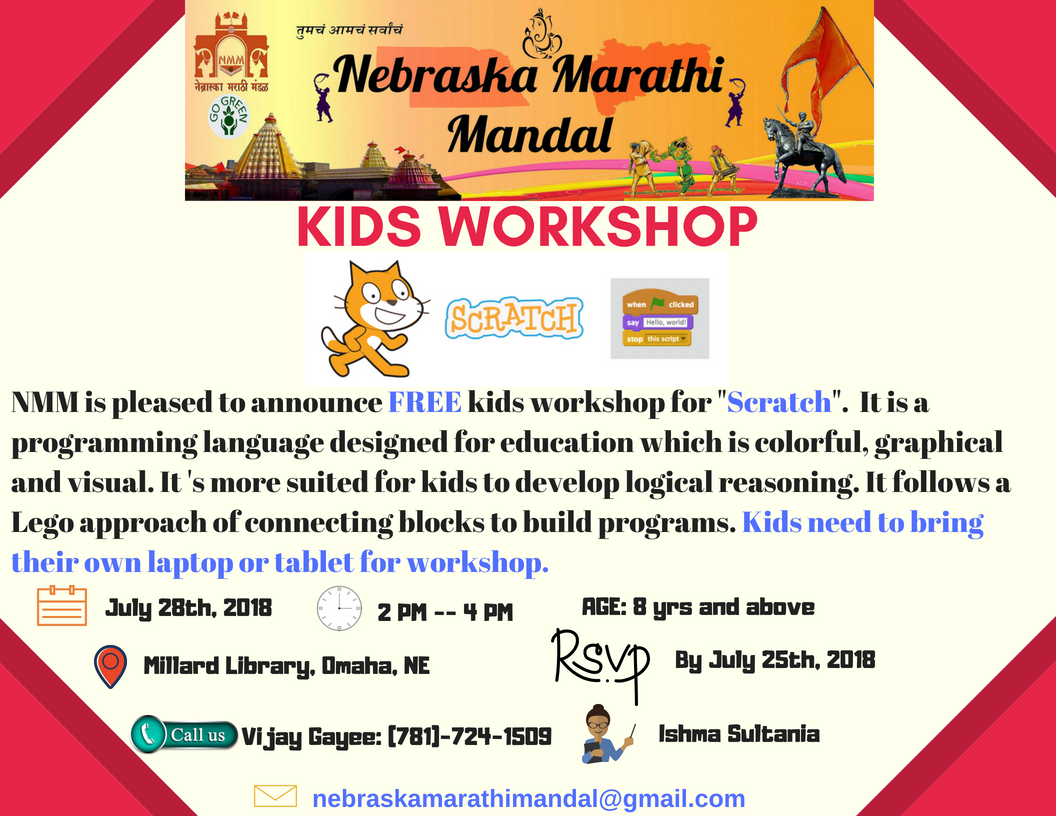 तुमचं आमचं सर्वांचं
NMM
नेब्रास्का मराठी मंडळ
GO GREEN
Nebraska Marathi
Mandal
KIDS WORKSHOP
SCRATCH
when clicked
say Hello, world!
stop this script
NMM is pleased to announce FREE kids workshop for "Scratch".  It is a
programming language designed for education which is colorful, graphical
and visual. It 's more suited for kids to develop logical reasoning. It follows a
Lego approach of connecting blocks to build programs. Kids need to bring
their own laptop or tablet for workshop.
July 28th, 2018
2 PM -- 4 PM
AGE: 8 yrs and above
Millard Library, Omaha, NE
RSVP
By July 25th, 2018
Call us
Vijay Gayee: (781)-724-1509
Ishma Sultania
nebraskamarathimandal@gmail.com